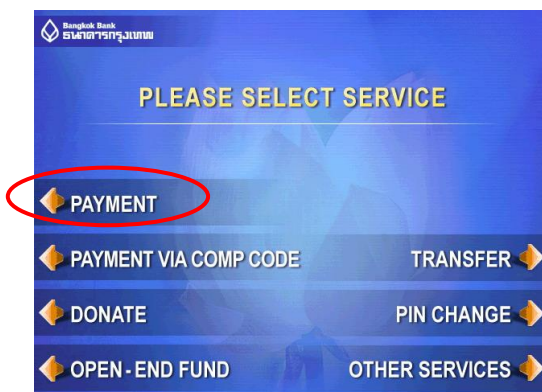 Bangkok Bank
ธนาคารกรุงเทพ
PLEASE SELECT SERVICE
PAYMENT
PAYMENT VIA COMP CODE
TRANSFER
DONATE
PIN CHANGE
OPEN - END FUND
OTHER SERVICES